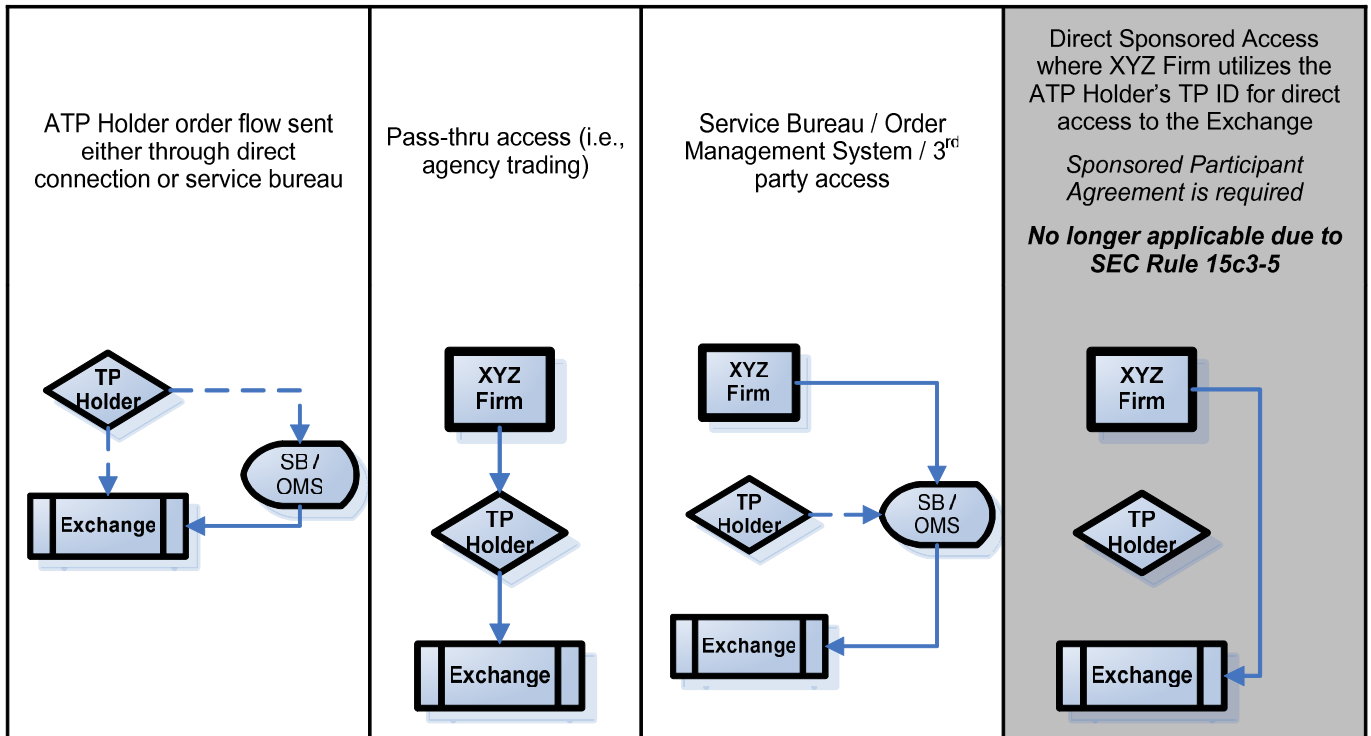 ATP Holder order flow sent
either through direct
connection or service bureau
TP
Holder
SB /
OMS
Exchange
Pass-thru access (i.e.,
agency trading)
XYZ
Firm
TP
Holder
Exchange
Service Bureau / Order
Management System / 3rd
party access
XYZ
Firm
TP
Holder
SB /
OMS
Exchange
Direct Sponsored Access
where XYZ Firm utilizes the
ATP Holder's TP ID for direct
access to the Exchange
Sponsored Participant
Agreement is required
No longer applicable due to
SEC Rule 15c3-5
XYZ
Firm
TP
Holder
Exchange